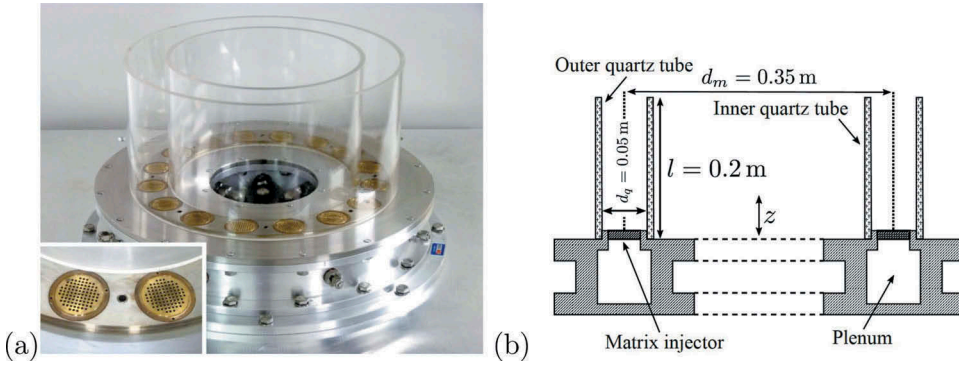 (a)
(b)
Outer quartz tube
d_m = 0.35 m
Inner quartz tube
d_q = 0.05 m
l = 0.2 m
z
Matrix injector
Plenum